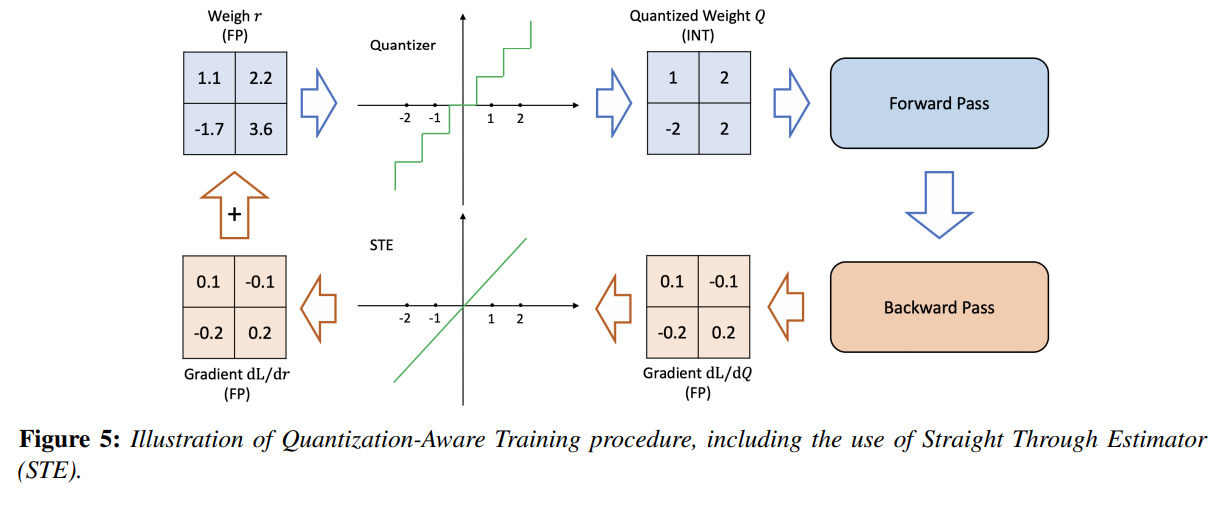 Weigh r
(FP)
1.1 2.2
-1.7 3.6
Quantizer
-2 -1 1 2
Quantized Weight Q
(INT)
1 2
-2 2
Forward Pass
+
0.1 -0.1
-0.2 0.2
Gradient dL/dr
(FP)
STE
-2 -1 1 2
0.1 -0.1
-0.2 0.2
Gradient dL/dQ
(FP)
Backward Pass
Figure 5: Illustration of Quantization-Aware Training procedure, including the use of Straight Through Estimator
(STE).